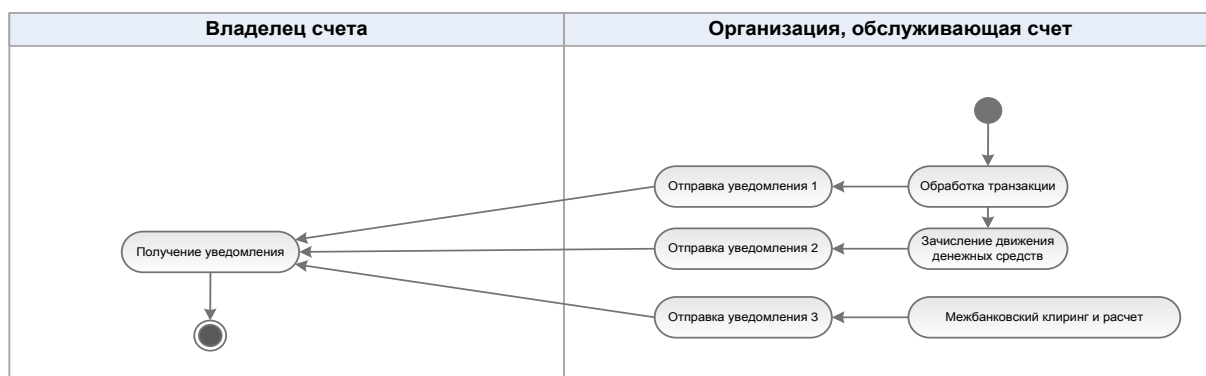 Владелец счета
Организация, обслуживающая счет
Отправка уведомления 1
Обработка транзакции
Получение уведомления
Отправка уведомления 2
Зачисление движения
денежных средств
Отправка уведомления 3
Межбанковский клиринг и расчет